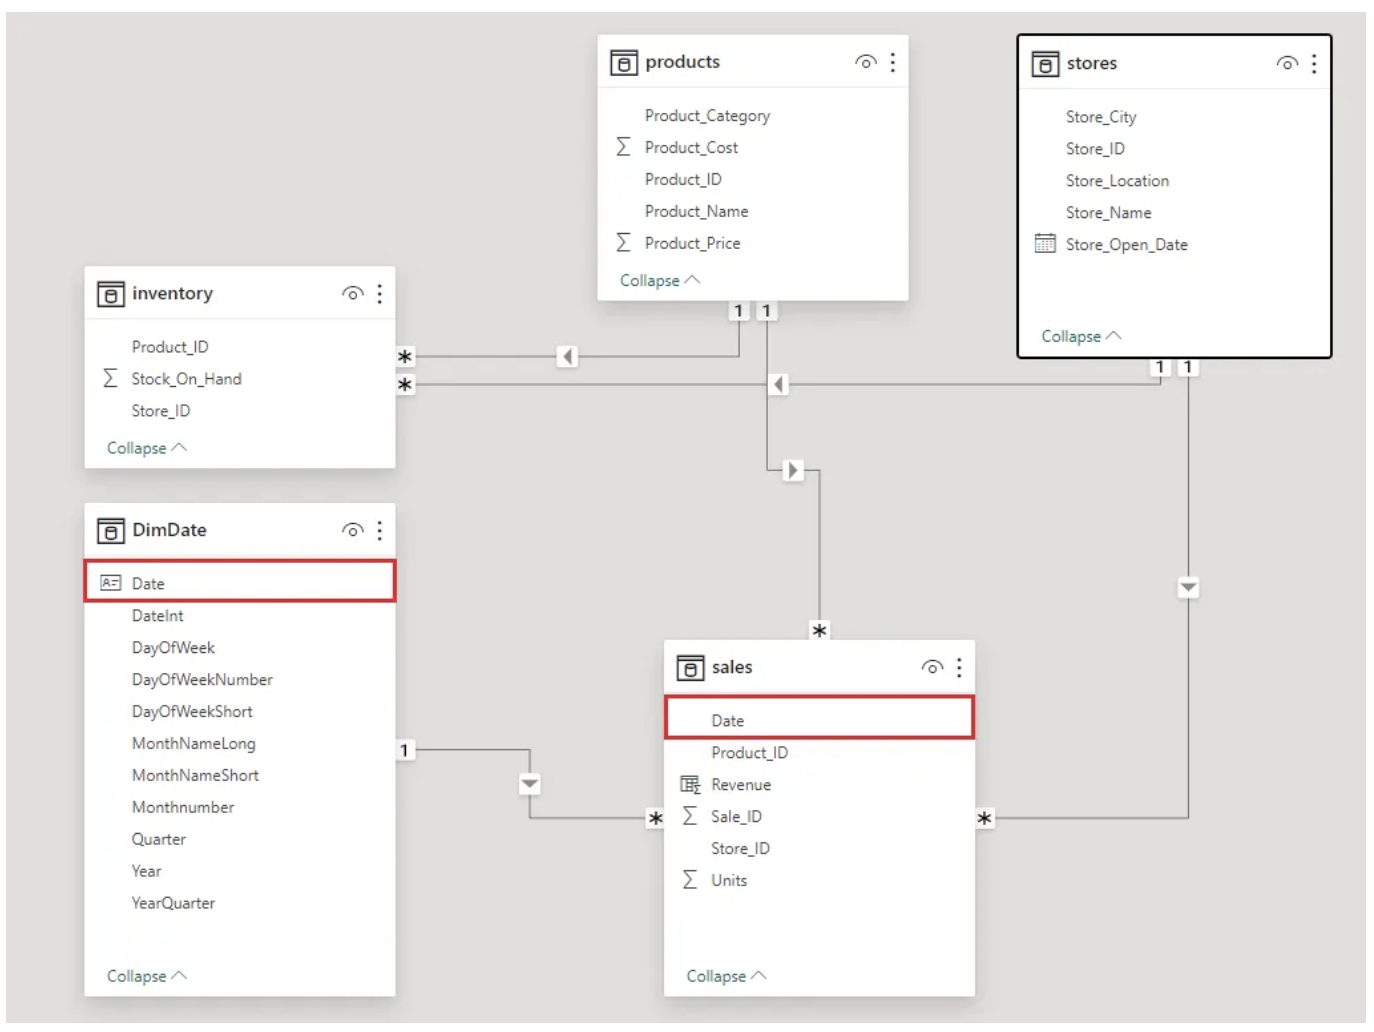 products
Product_Category
Product_Cost
Product_ID
Product_Name
Product_Price
Collapse
stores
Store_City
Store_ID
Store_Location
Store_Name
Store_Open_Date
Collapse
1 1
1 1
inventory
Product_ID
Stock_On_Hand
Store_ID
Collapse
*
*
DimDate
Date
DateInt
DayOfWeek
DayOfWeekNumber
DayOfWeekShort
MonthNameLong
MonthNameShort
Monthnumber
Quarter
Year
YearQuarter
Collapse
1
*
*
*
sales
Date
Product_ID
Revenue
Sale_ID
Store_ID
Units
Collapse